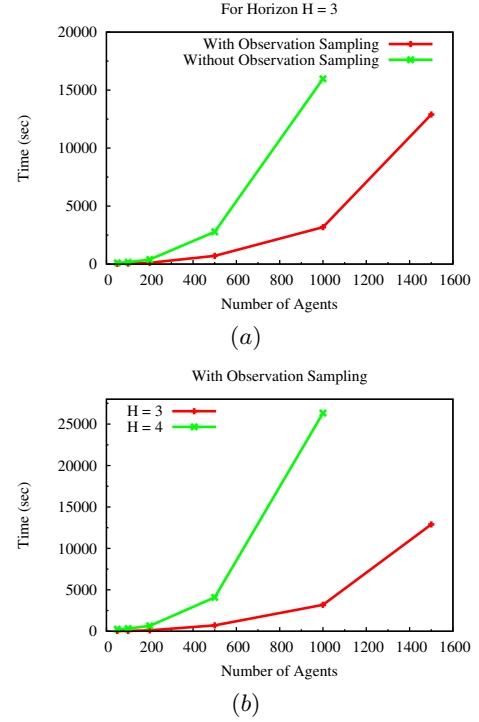 For Horizon H = 3
20000
15000
10000
5000
0
Time (sec)
With Observation Sampling
Without Observation Sampling
0 200 400 600 800 1000 1200 1400 1600
Number of Agents
(a)
With Observation Sampling
25000
20000
15000
10000
5000
0
Time (sec)
H = 3
H = 4
0 200 400 600 800 1000 1200 1400 1600
Number of Agents
(b)